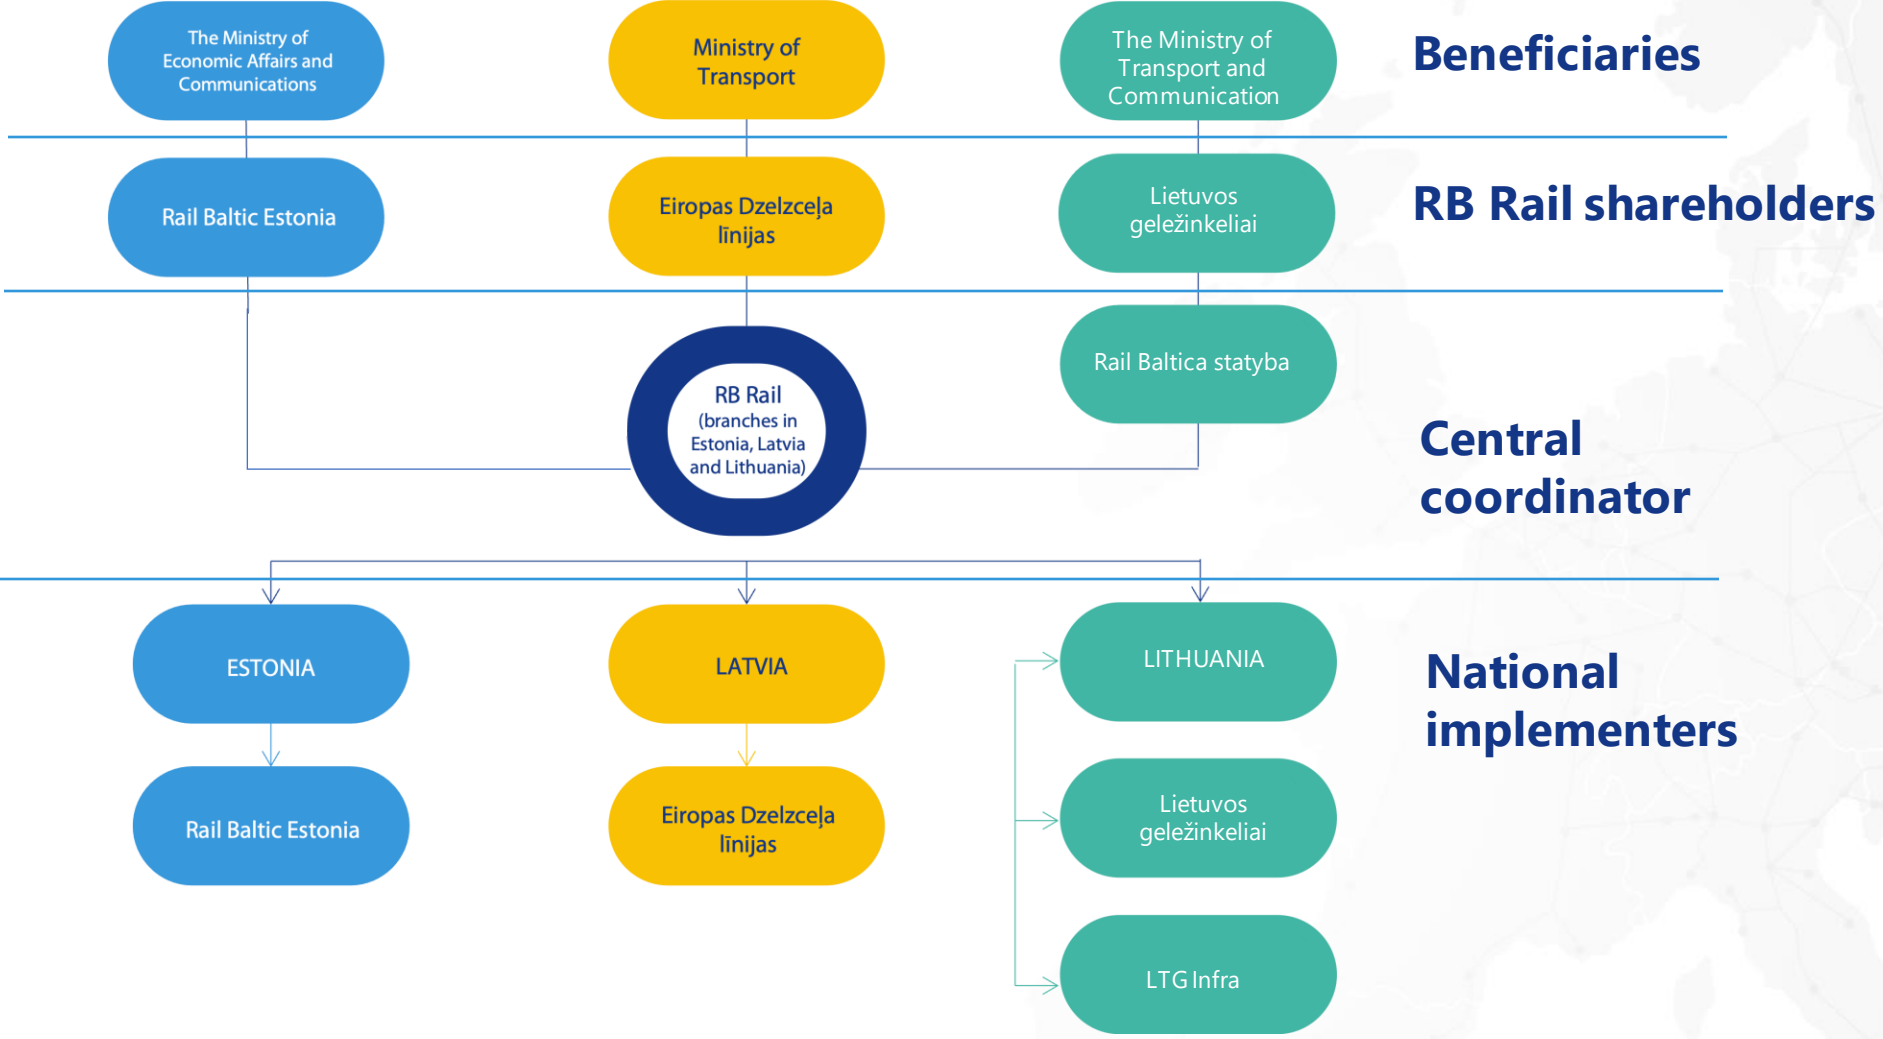 The Ministry of
Economic Affairs and
Communications
Ministry of
Transport
The Ministry of
Transport and
Communication
Beneficiaries
Rail Baltic Estonia
Eiropas Dzelzceļa
līnijas
Lietuvos
geležinkeliai
RB Rail shareholders
RB Rail
(branches in
Estonia, Latvia
and Lithuania)
Rail Baltica statyba
Central
coordinator
ESTONIA
LATVIA
LITHUANIA
National
implementers
Rail Baltic Estonia
Eiropas Dzelzceļa
līnijas
Lietuvos
geležinkeliai
LTG Infra